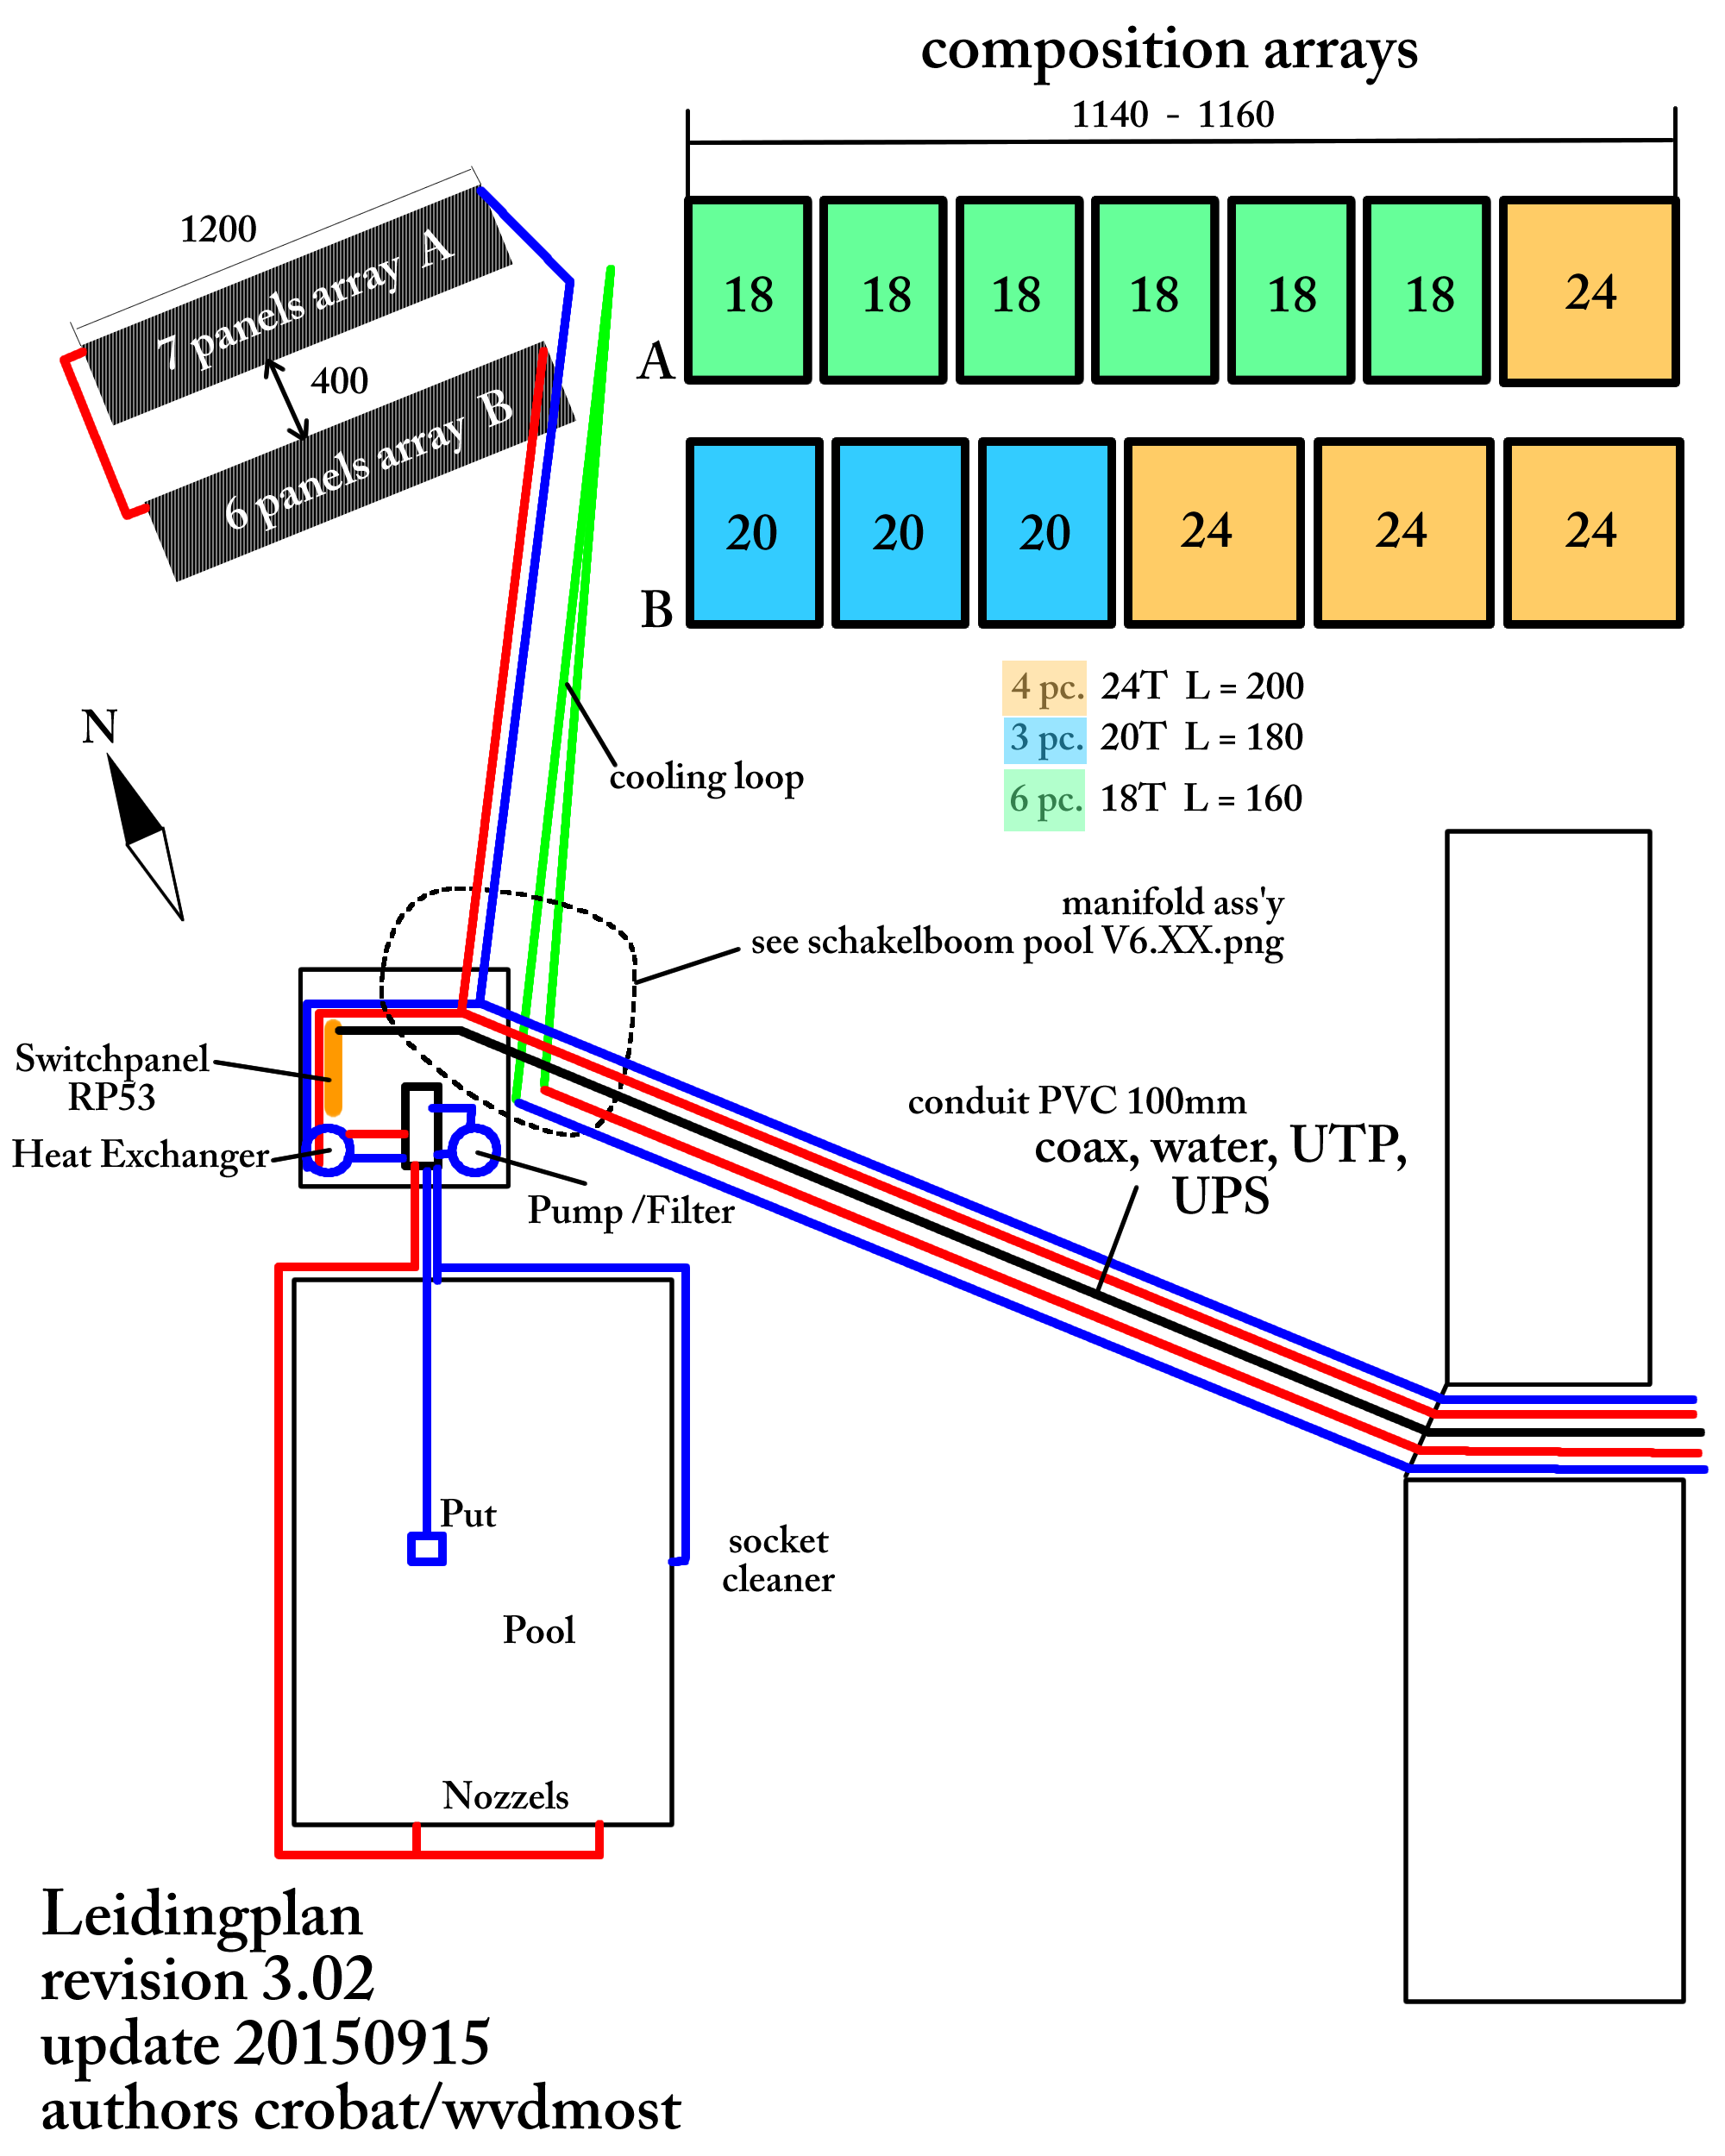 composition arrays
1140 - 1160
1200
7 panels array A
400
6 panels array B
A
18 18 18 18 18 18 24
B
20 20 20 24 24 24
4 pc. 24T L = 200
3 pc. 20T L = 180
6 pc. 18T L = 160
N
cooling loop
manifold ass'y
see schakelboom pool V6.XX.png
Switchpanel
RP53
Heat Exchanger
Pump /Filter
conduit PVC 100mm
coax, water, UTP,
UPS
Put
socket
cleaner
Pool
Nozzels
Leidingplan
revision 3.02
update 20150915
authors crobat/wvdmost